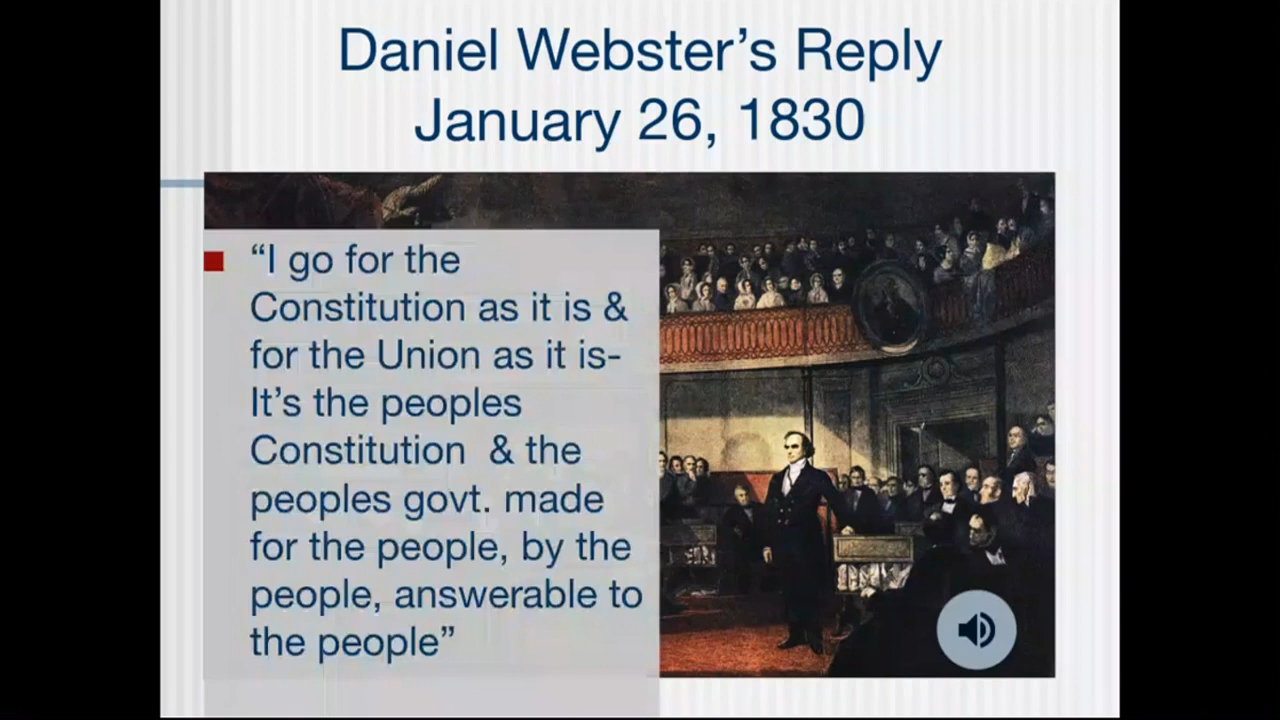 Daniel Webster’s Reply
January 26, 1830
“I go for the
Constitution as it is &
for the Union as it is-
It’s the peoples
Constitution & the
peoples govt. made
for the people, by the
people, answerable to
the people”